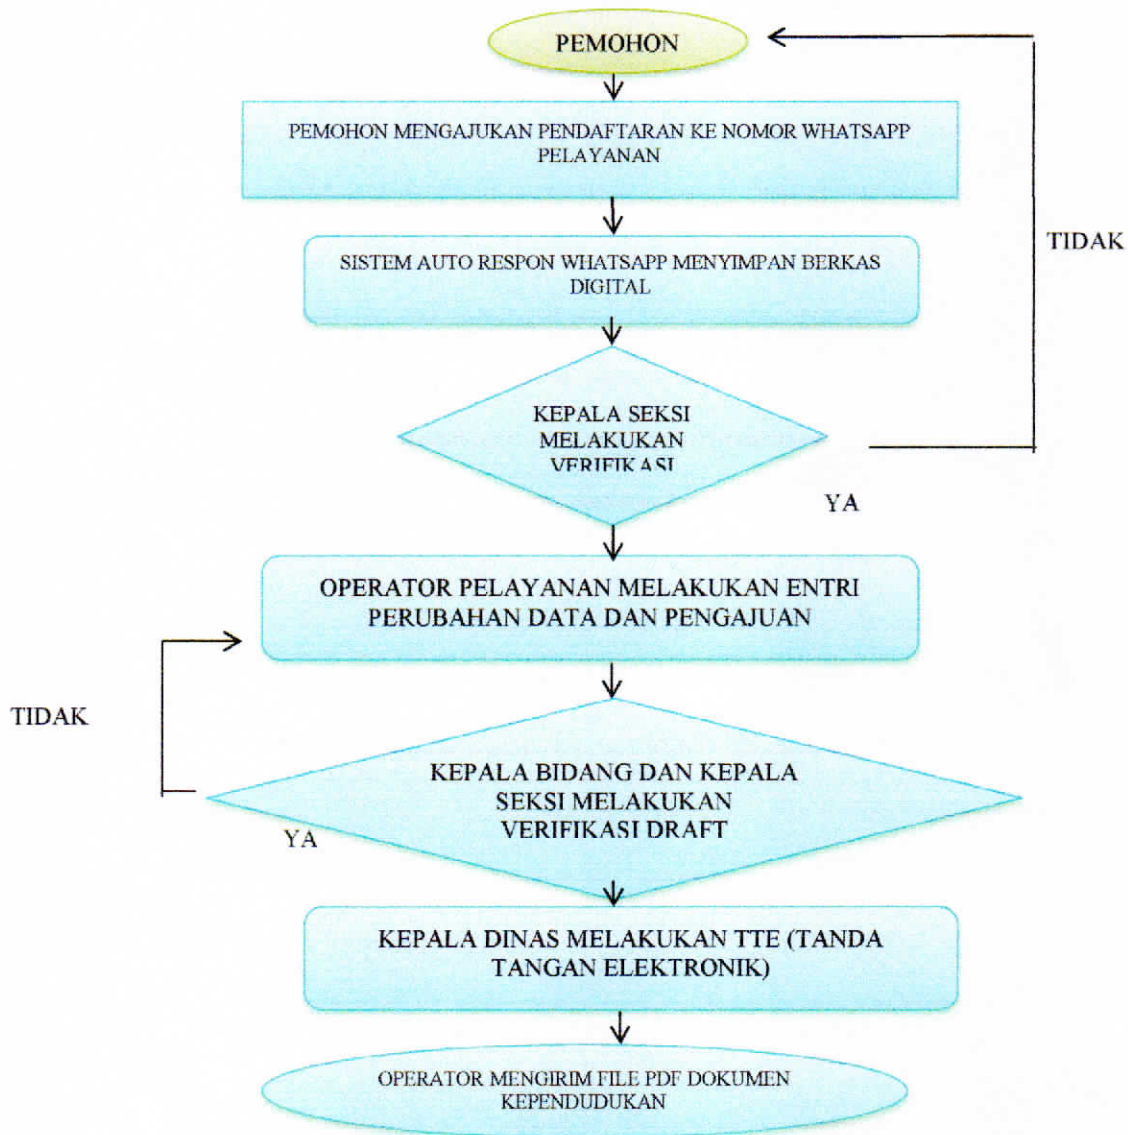 PEMOHON
PEMOHON MENGAJUKAN PENDAFTARAN KE NOMOR WHATSAPP
PELAYANAN
TIDAK
SISTEM AUTO RESPON WHATSAPP MENYIMPAN BERKAS
DIGITAL
KEPALA SEKSI
MELAKUKAN
VERIFIKASI
YA
OPERATOR PELAYANAN MELAKUKAN ENTRI
PERUBAHAN DATA DAN PENGAJUAN
TIDAK
KEPALA BIDANG DAN KEPALA
SEKSI MELAKUKAN
VERIFIKASI DRAFT
YA
KEPALA DINAS MELAKUKAN TTE (TANDA
TANGAN ELEKTRONIK)
OPERATOR MENGIRIM FILE PDF DOKUMEN
KEPENDUDUKAN